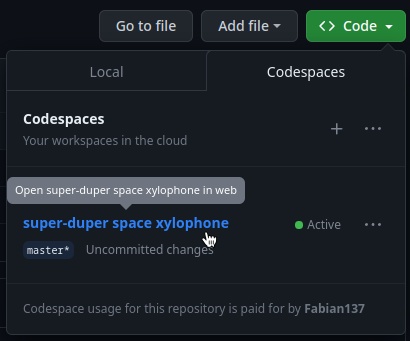 Go to file Add file <> Code
Local Codespaces
Codespaces
Your workspaces in the cloud
Open super-duper space xylophone in web
super-duper space xylophone Active
master* Uncommitted changes
Codespace usage for this repository is paid for by Fabian137